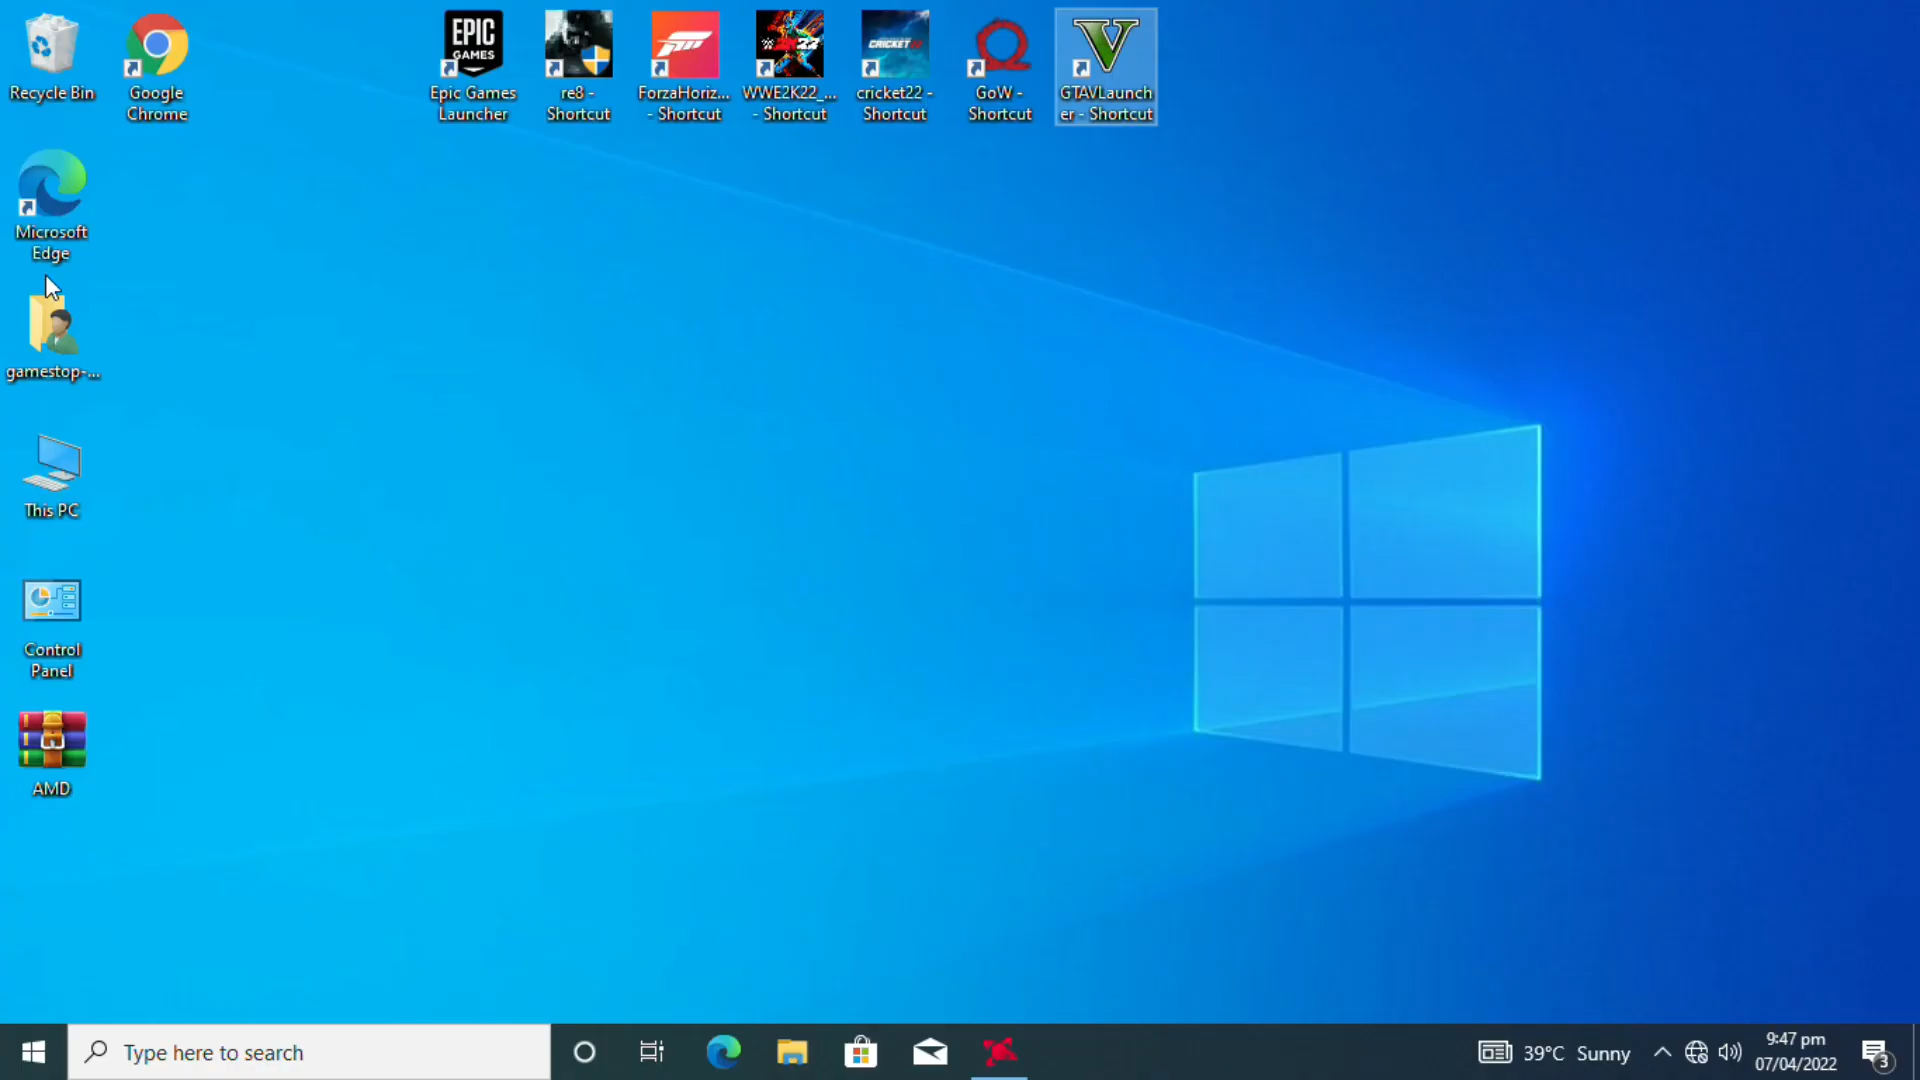 Recycle Bin
Google
Chrome
EPIC
GAMES
Epic Games
Launcher
re8 -
Shortcut
ForzaHoriz...
- Shortcut
2K22
WWE2K22_...
- Shortcut
CRICKET
cricket22 -
Shortcut
GoW -
Shortcut
V
GTAVLaunch
er - Shortcut
Microsoft
Edge
gamestop-...
This PC
Control
Panel
AMD
Type here to search
39°C Sunny
9:47 pm
07/04/2022
3